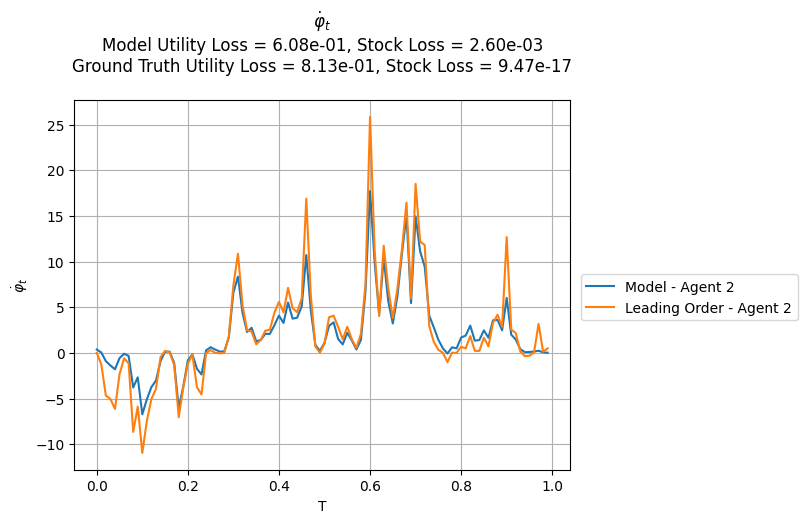 φ̇ₜ
Model Utility Loss = 6.08e-01, Stock Loss = 2.60e-03
Ground Truth Utility Loss = 8.13e-01, Stock Loss = 9.47e-17
25
20
15
10
5
0
−5
−10
φ̇ₜ
0.0 0.2 0.4 0.6 0.8 1.0
T
Model - Agent 2
Leading Order - Agent 2